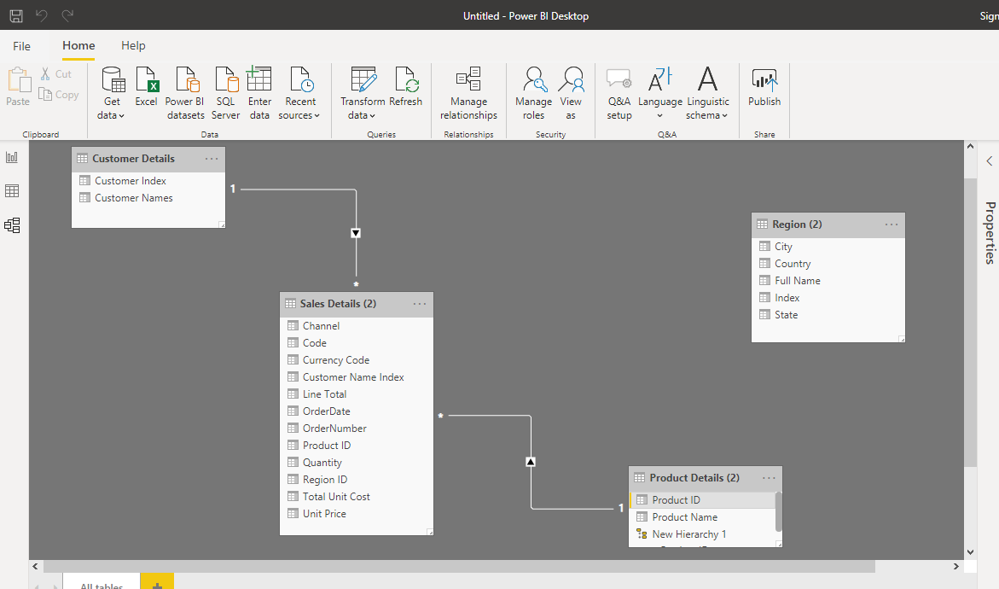 Untitled - Power BI Desktop
Sign
File
Home
Help
Paste
Cut
Copy
Get data
Excel
Power BI datasets
SQL Server
Enter data
Recent sources
Transform data
Refresh
Manage relationships
Manage roles
View as
Q&A setup
Language
Linguistic schema
Publish
Clipboard
Data
Queries
Relationships
Security
Q&A
Share
Customer Details
Customer Index
Customer Names
1
*
Sales Details (2)
Channel
Code
Currency Code
Customer Name Index
Line Total
OrderDate
OrderNumber
Product ID
Quantity
Region ID
Total Unit Cost
Unit Price
*
1
Region (2)
City
Country
Full Name
Index
State
Product Details (2)
Product ID
Product Name
New Hierarchy 1
Properties
All tables